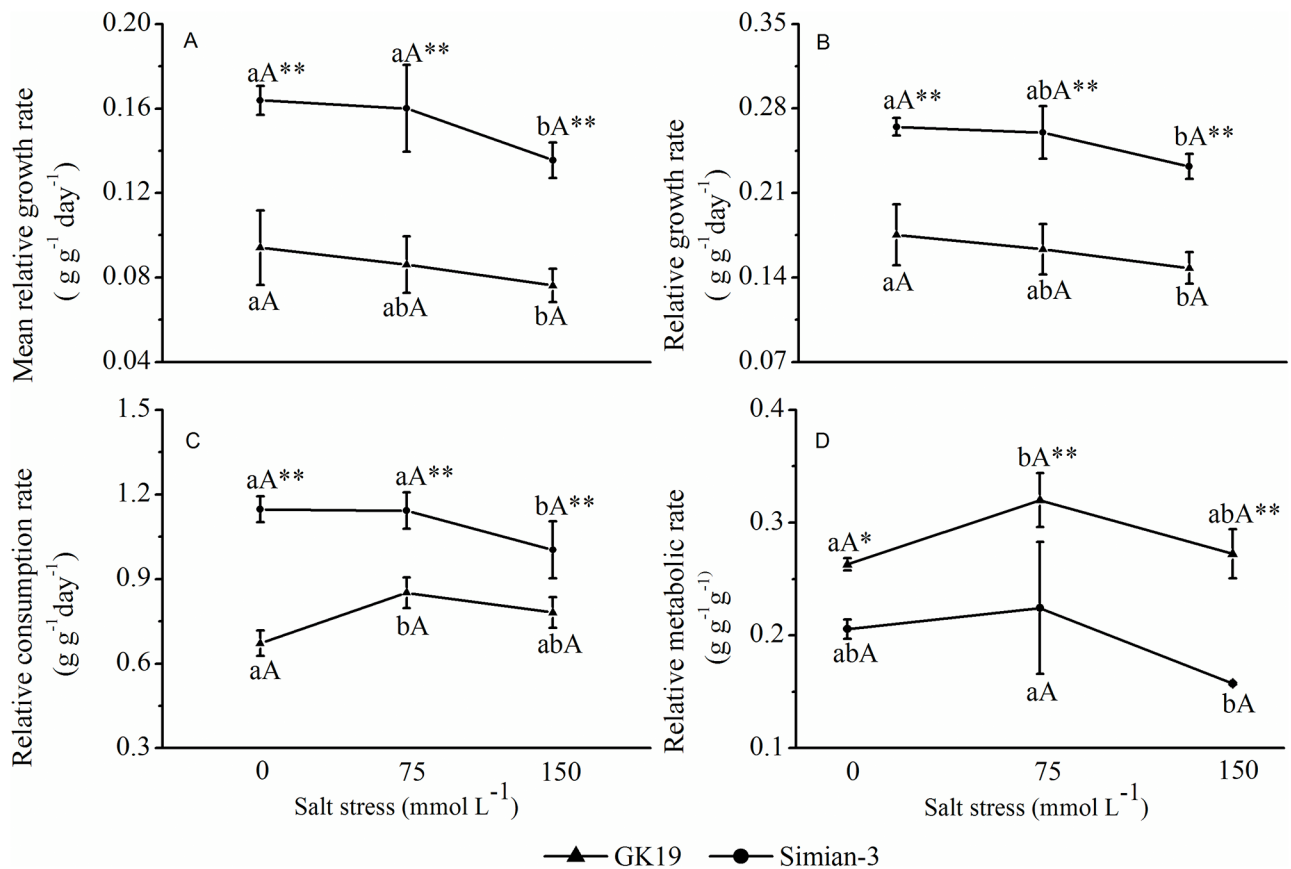 A
Mean relative growth rate
( g g-1 day-1)
0.20
0.16
0.12
0.08
0.04
aA**
aA**
bA**
aA
abA
bA
B
Relative growth rate
( g g-1day-1)
0.35
0.28
0.21
0.14
0.07
aA**
abA**
bA**
aA
abA
bA
C
Relative consumption rate
(g g-1day-1)
1.5
1.2
0.9
0.6
0.3
aA**
aA**
bA**
aA
bA
abA
0 75 150
Salt stress (mmol L-1)
D
Relative metabolic rate
(g g-1g-1)
0.4
0.3
0.2
0.1
aA*
bA**
abA**
abA
aA
bA
0 75 150
Salt stress (mmol L-1)
GK19 Simian-3